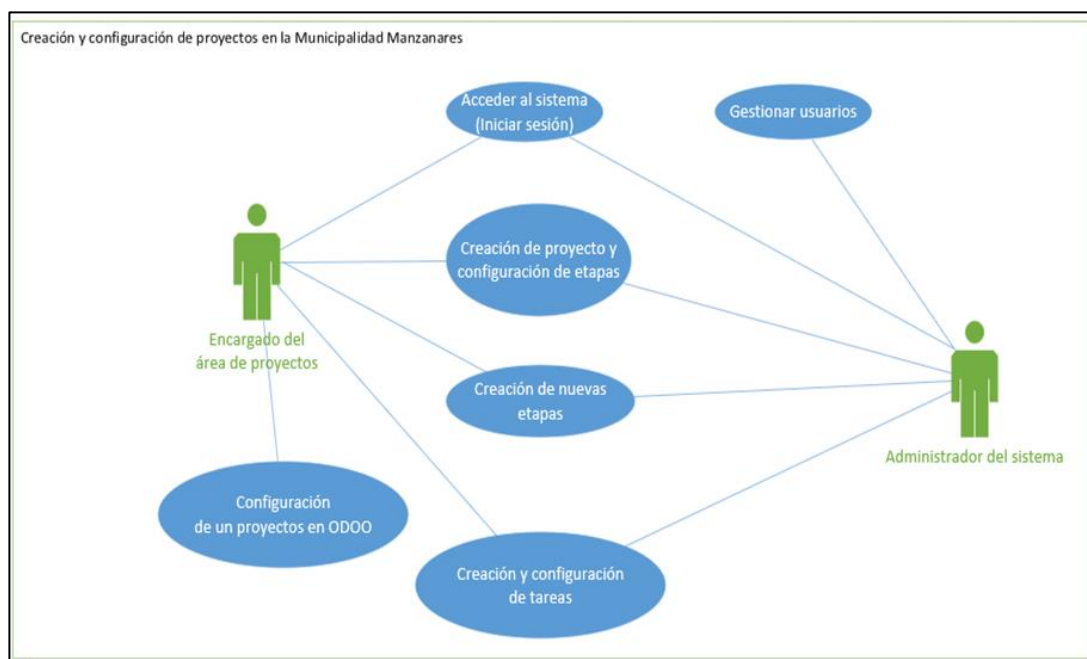 Creación y configuración de proyectos en la Municipalidad Manzanares
Acceder al sistema
(Iniciar sesión)
Gestionar usuarios
Creación de proyecto y
configuración de etapas
Encargado del
área de proyectos
Creación de nuevas
etapas
Administrador del sistema
Configuración
de un proyectos en ODOO
Creación y configuración
de tareas